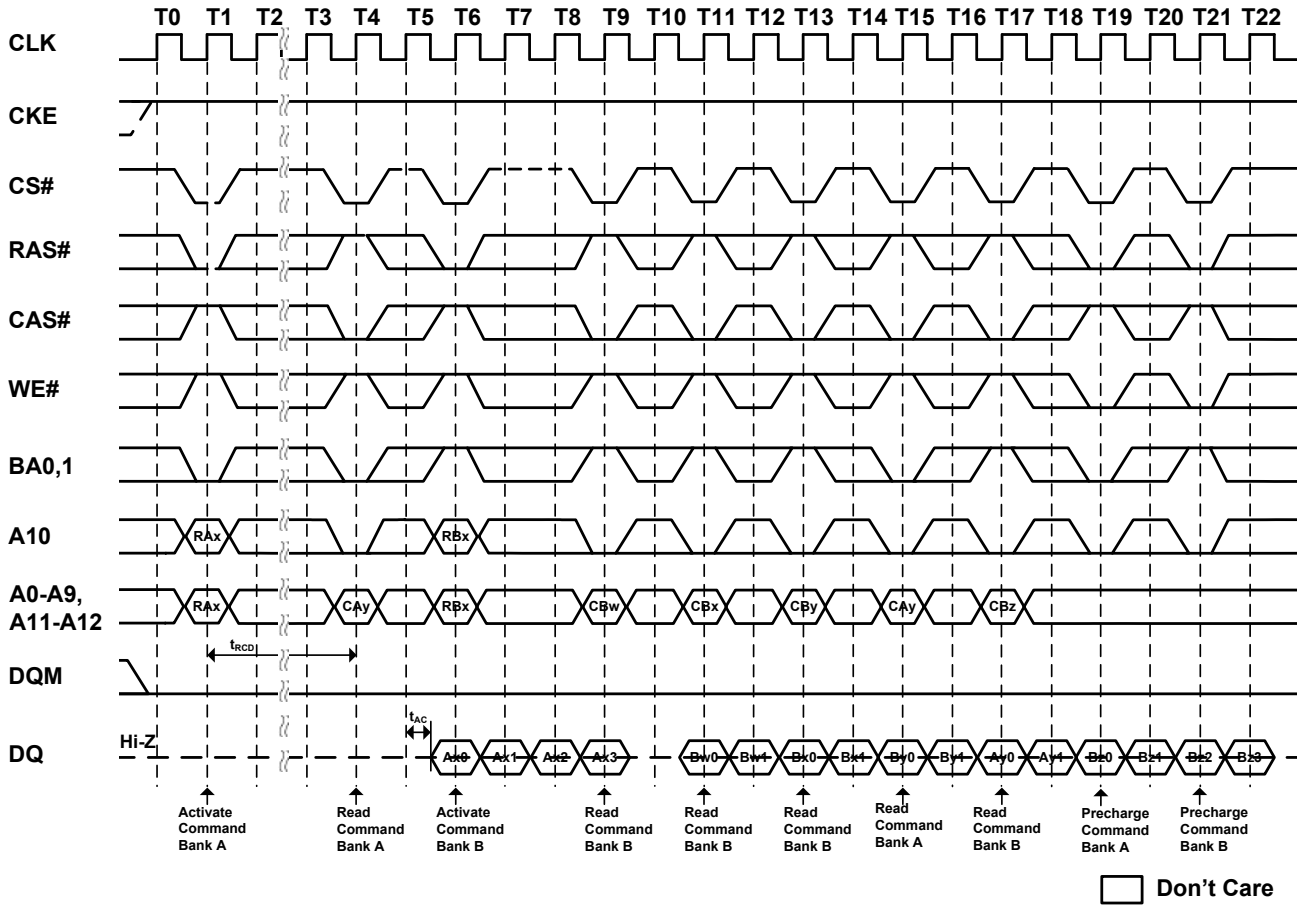 T0 T1 T2 T3 T4 T5 T6 T7 T8 T9 T10 T11 T12 T13 T14 T15 T16 T17 T18 T19 T20 T21 T22
CLK
CKE
CS#
RAS#
CAS#
WE#
BA0,1
A10
RAx RBx
A0-A9,
A11-A12
RAx CAy RBx CBw CBx CBy CAy CBz
tRCD
DQM
tAC
Hi-Z
DQ
Ax0 Ax1 Ax2 Ax3 Bw0 Bw1 Bx0 Bx1 By0 By1 Ay0 Ay1 Bz0 Bz1 Bz2 Bz3
Activate
Command
Bank A
Read
Command
Bank A
Activate
Command
Bank B
Read
Command
Bank B
Read
Command
Bank B
Read
Command
Bank B
Read
Command
Bank A
Read
Command
Bank B
Precharge
Command
Bank A
Precharge
Command
Bank B
Don't Care